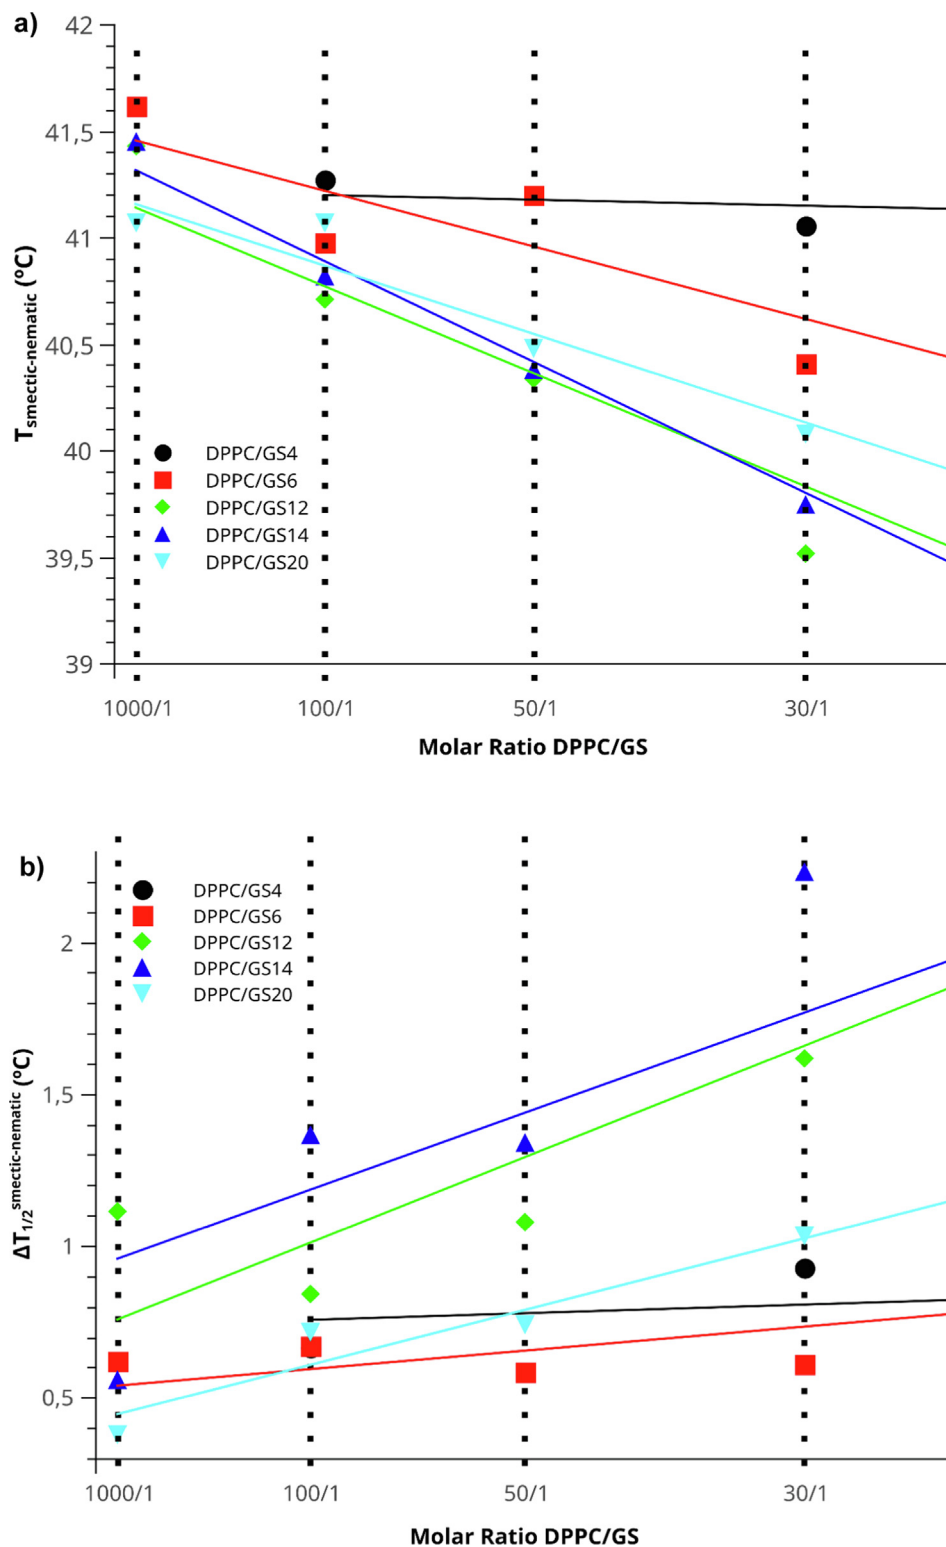 a)
42
41,5
41
40,5
40
39,5
39
Tsmectic-nematic (ºC)
DPPC/GS4
DPPC/GS6
DPPC/GS12
DPPC/GS14
DPPC/GS20
1000/1 100/1 50/1 30/1
Molar Ratio DPPC/GS
b)
2
1,5
1
0,5
ΔT1/2smectic-nematic (ºC)
DPPC/GS4
DPPC/GS6
DPPC/GS12
DPPC/GS14
DPPC/GS20
1000/1 100/1 50/1 30/1
Molar Ratio DPPC/GS